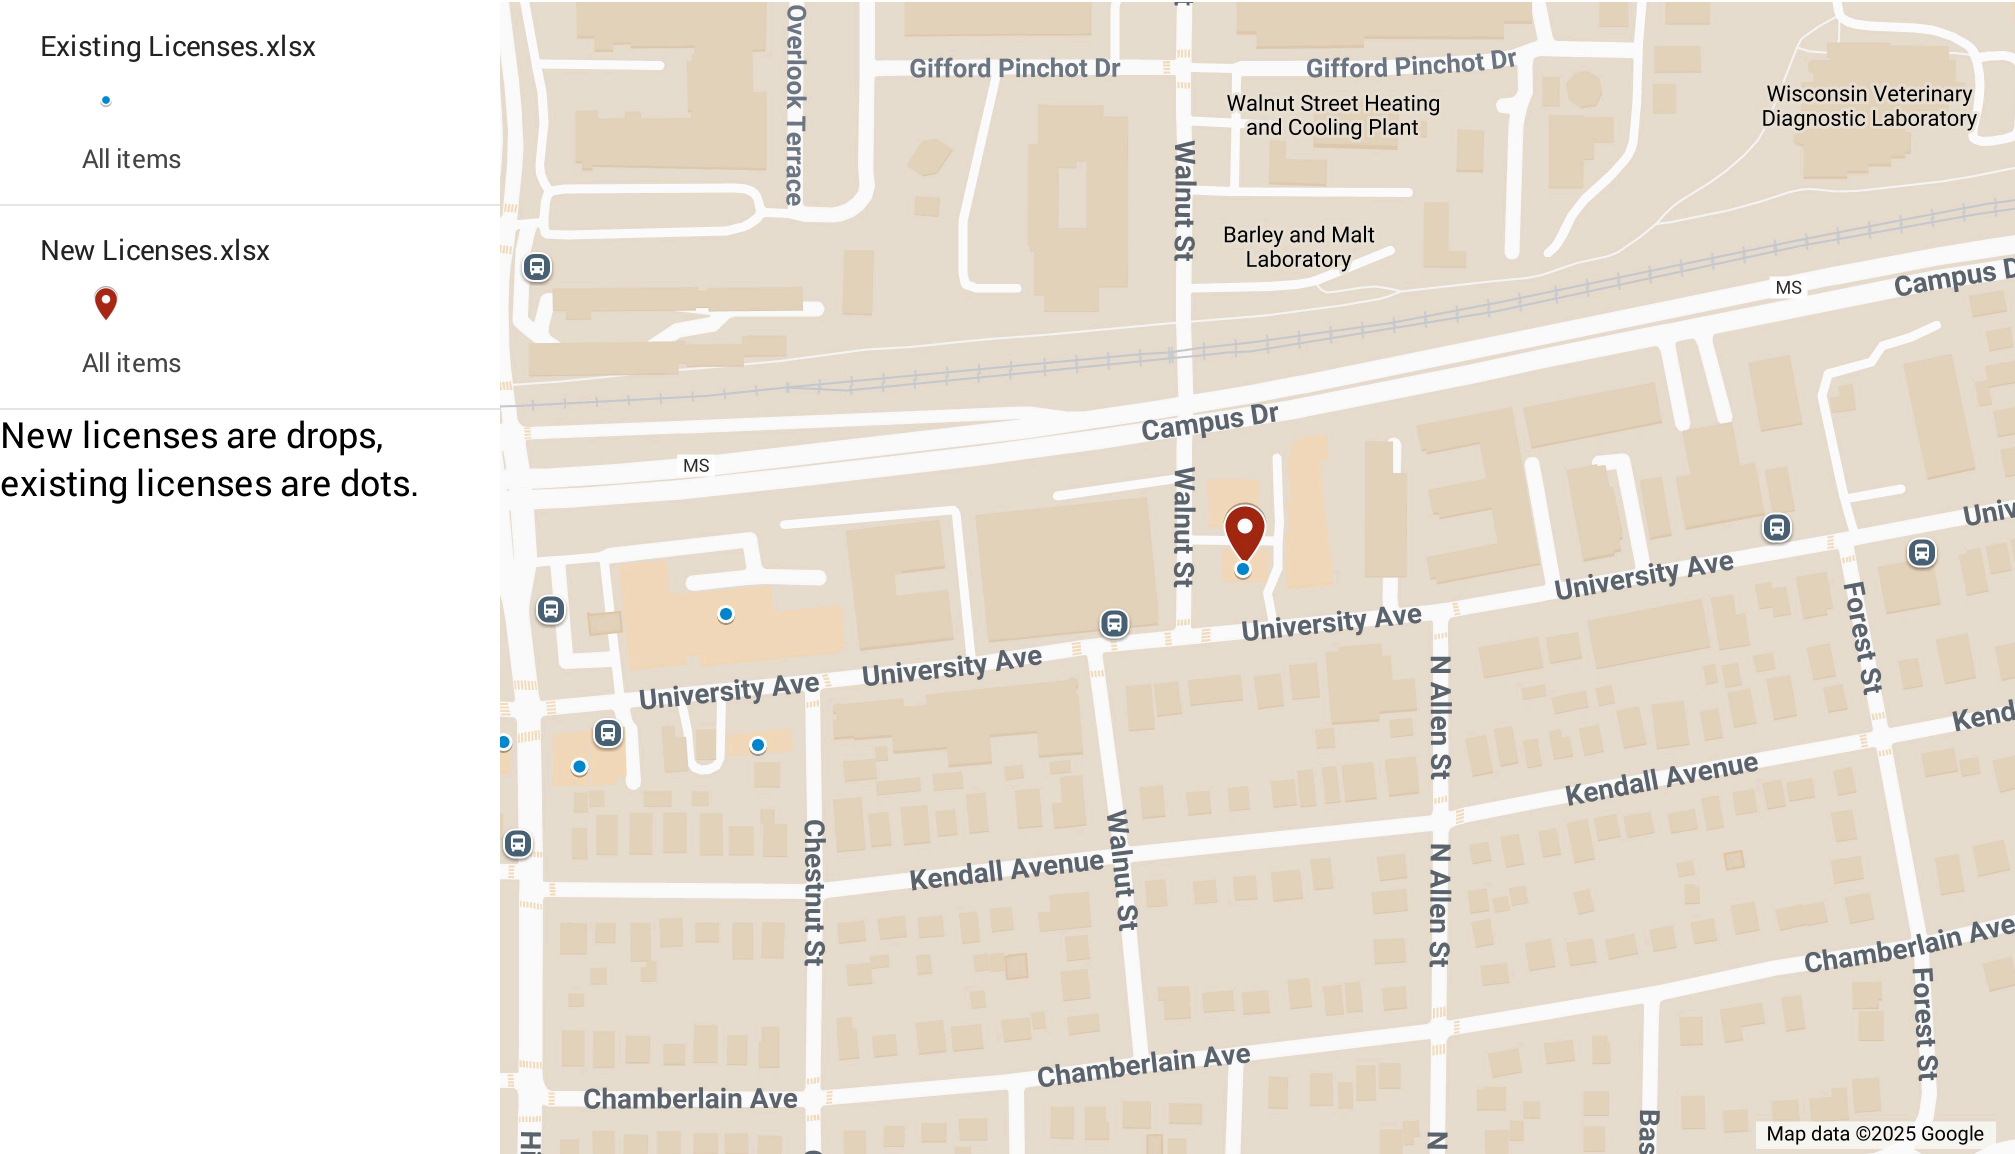 Existing Licenses.xlsx
All items
New Licenses.xlsx
All items
New licenses are drops,
existing licenses are dots.
Overlook Terrace
Gifford Pinchot Dr
Gifford Pinchot Dr
Walnut Street Heating
and Cooling Plant
Wisconsin Veterinary
Diagnostic Laboratory
Walnut St
Barley and Malt
Laboratory
Campus D
MS
Campus Dr
MS
Walnut St
Univ
University Ave
University Ave
University Ave
University Ave
Forest St
N Allen St
Kend
Kendall Avenue
Chestnut St
Walnut St
Kendall Avenue
N Allen St
Chamberlain Ave
Forest St
Chamberlain Ave
Chamberlain Ave
Hi
N
Bas
Map data ©2025 Google